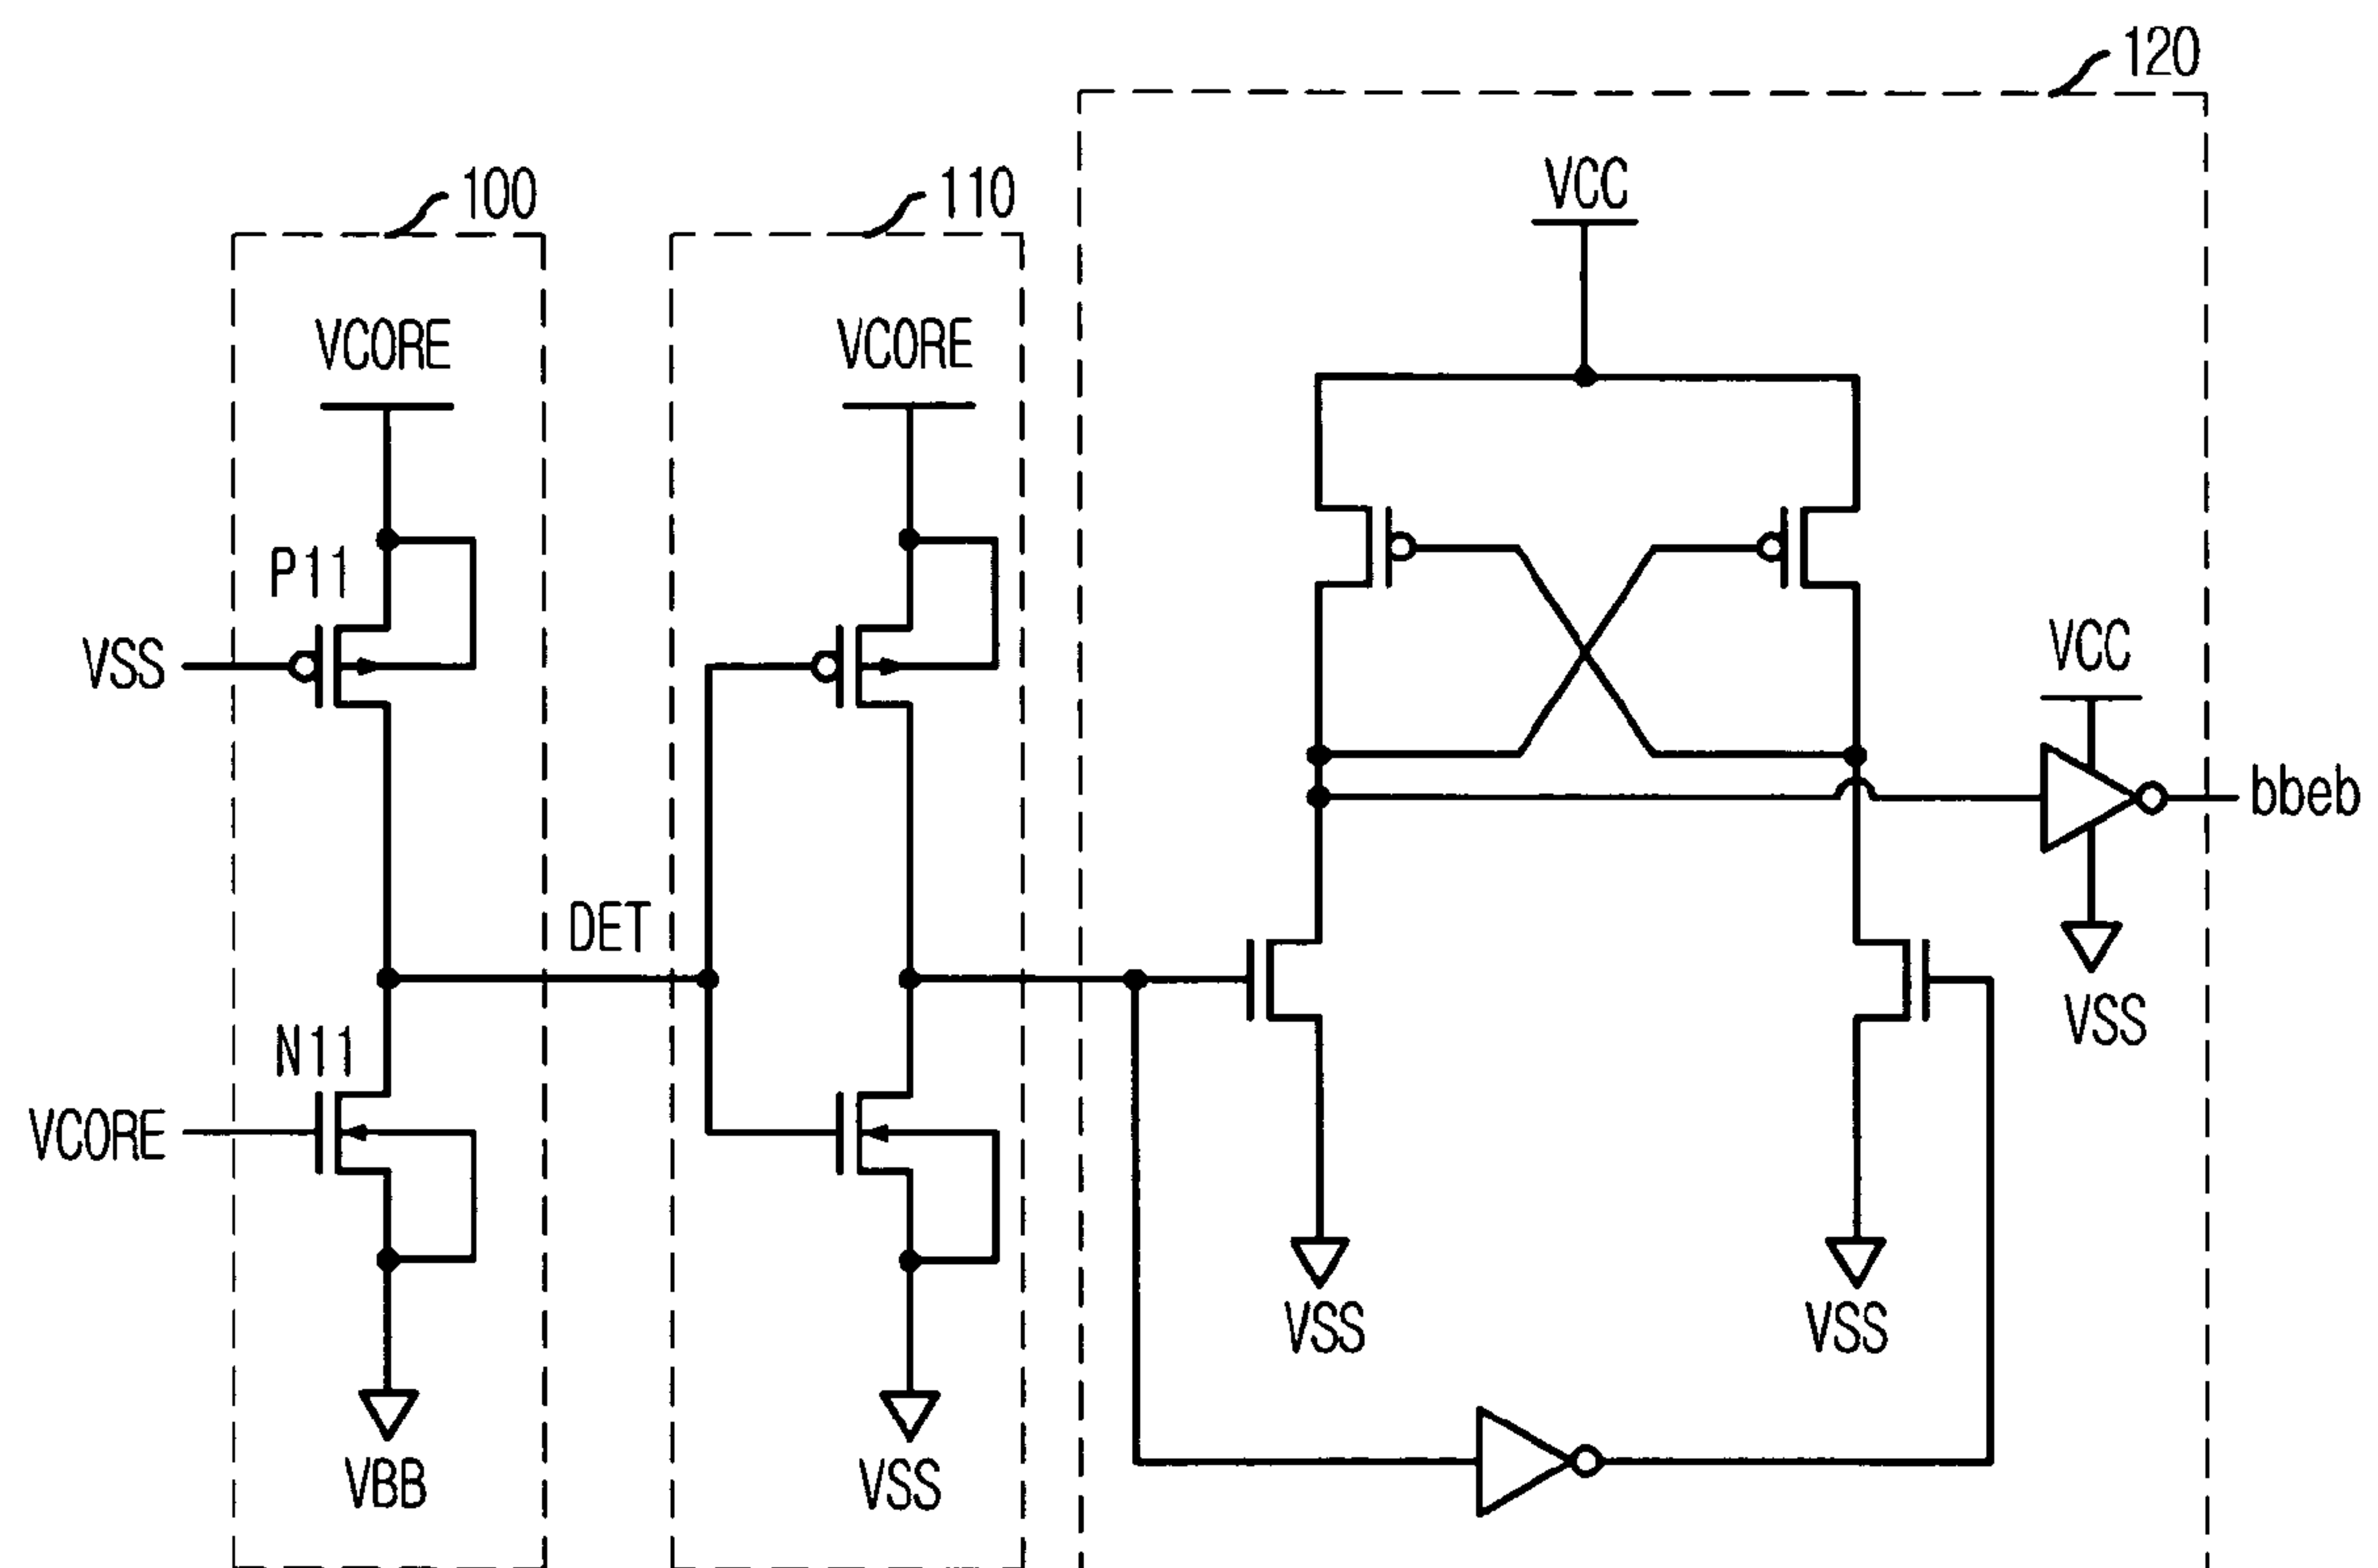 120
100
110
VCC
VCORE
VCORE
P11
VSS
VCC
bbeb
DET
VSS
N11
VCORE
VSS
VSS
VBB
VSS